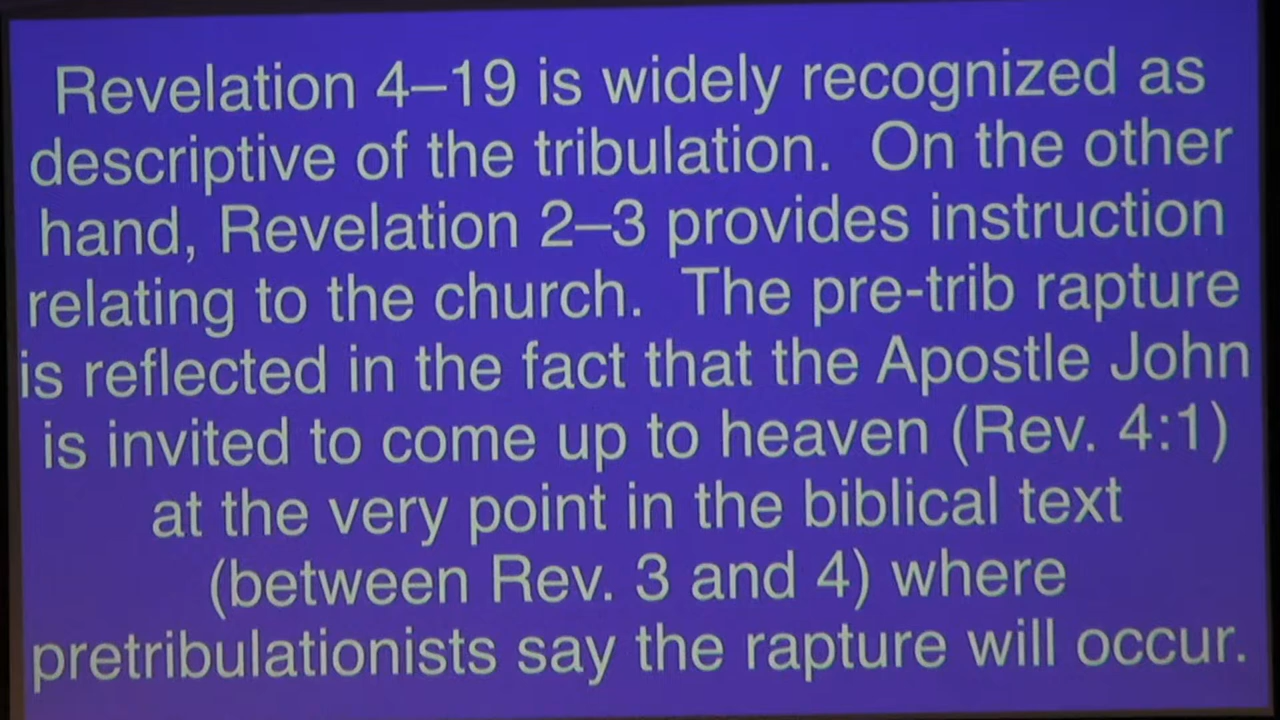 Revelation 4–19 is widely recognized as
descriptive of the tribulation.  On the other
hand, Revelation 2–3 provides instruction
relating to the church.  The pre-trib rapture
is reflected in the fact that the Apostle John
is invited to come up to heaven (Rev. 4:1)
at the very point in the biblical text
(between Rev. 3 and 4) where
pretribulationists say the rapture will occur.